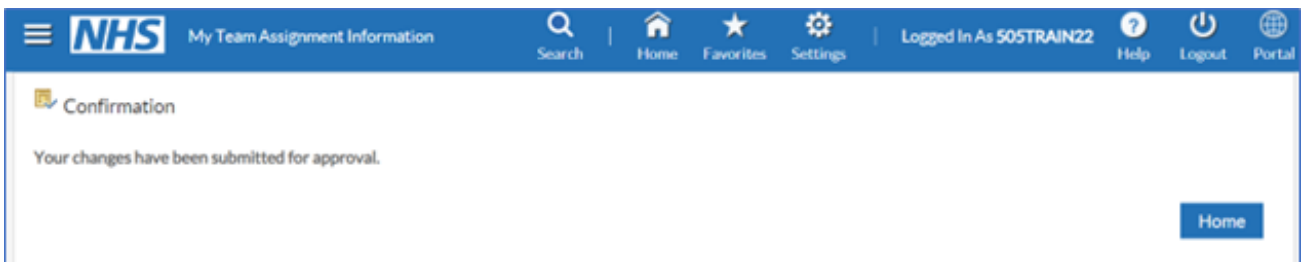 NHS My Team Assignment Information Search Home Favorites Settings Logged In As 505TRAIN22 Help Logout Portal
Confirmation
Your changes have been submitted for approval.
Home